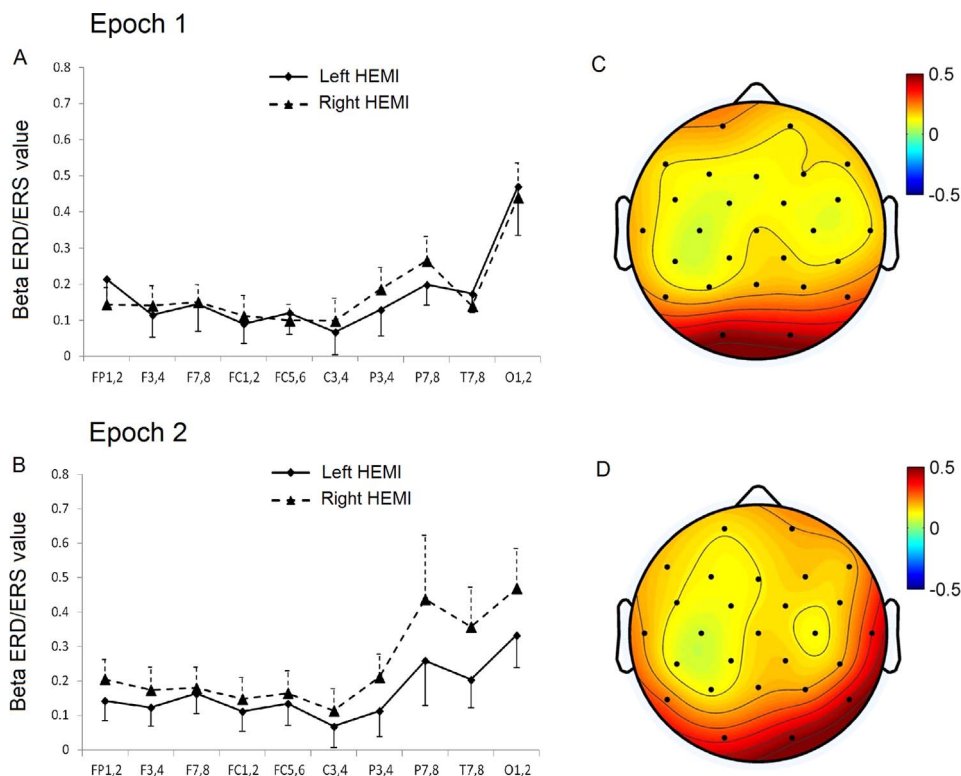 Epoch 1
A
0.8
0.7
0.6
0.5
0.4
0.3
0.2
0.1
0
Beta ERD/ERS value
Left HEMI
Right HEMI
FP1,2 F3,4 F7,8 FC1,2 FC5,6 C3,4 P3,4 P7,8 T7,8 O1,2
C
0.5
0
-0.5
Epoch 2
B
0.8
0.7
0.6
0.5
0.4
0.3
0.2
0.1
0
Beta ERD/ERS value
Left HEMI
Right HEMI
FP1,2 F3,4 F7,8 FC1,2 FC5,6 C3,4 P3,4 P7,8 T7,8 O1,2
D
0.5
0
-0.5